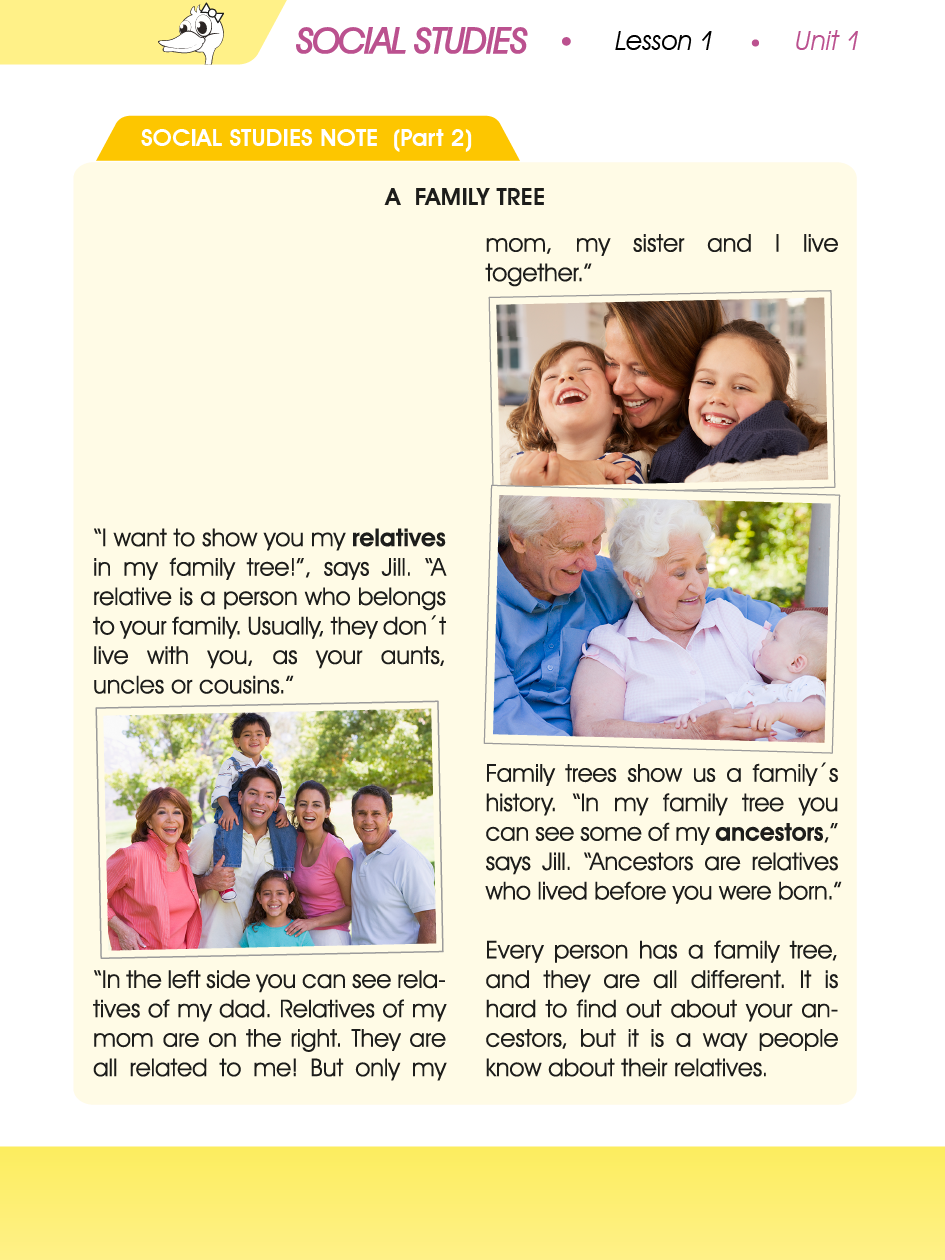 SOCIAL STUDIES • Lesson 1 • Unit 1
SOCIAL STUDIES NOTE (Part 2)
A FAMILY TREE
“I want to show you my relatives
in my family tree!”, says Jill. “A
relative is a person who belongs
to your family. Usually, they don´t
live with you, as your aunts,
uncles or cousins.”
“In the left side you can see rela-
tives of my dad. Relatives of my
mom are on the right. They are
all related to me! But only my
mom, my sister and I live
together.”
Family trees show us a family´s
history. “In my family tree you
can see some of my ancestors,”
says Jill. “Ancestors are relatives
who lived before you were born.”
Every person has a family tree,
and they are all different. It is
hard to find out about your an-
cestors, but it is a way people
know about their relatives.